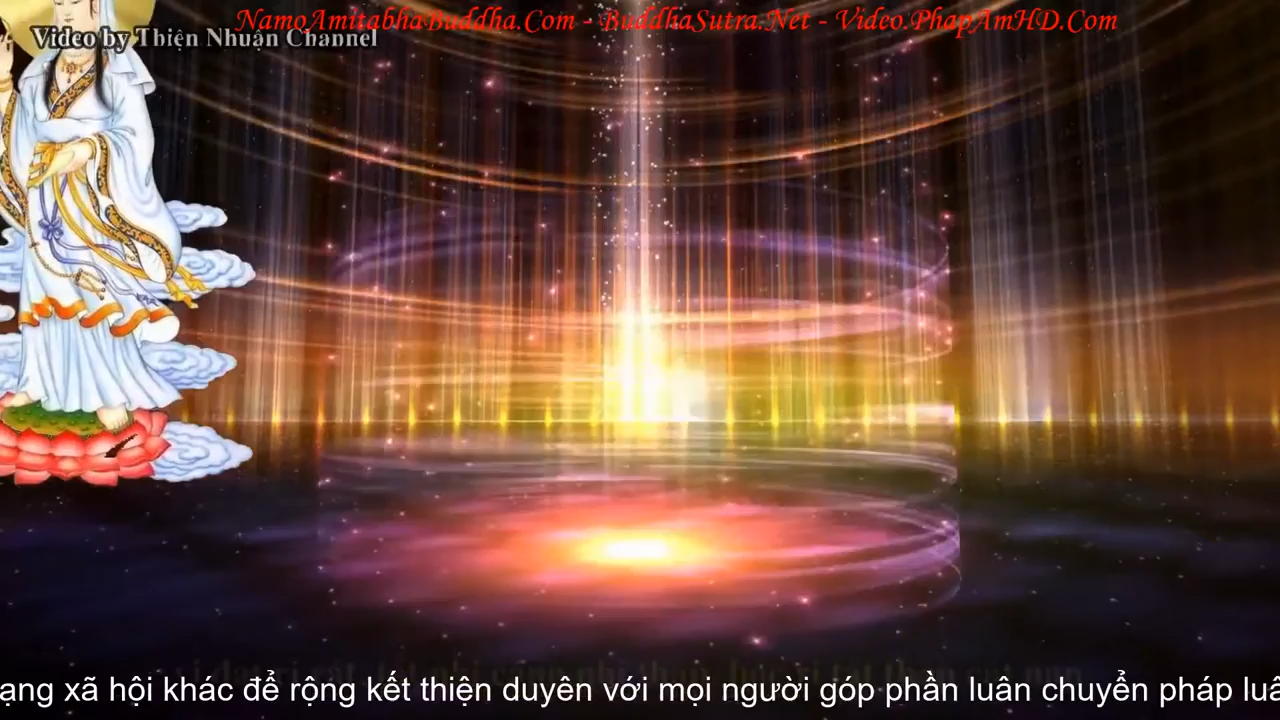 NamoAmitabhaBuddha.Com - BuddhaSutra.Net - Video.PhapAmHD.Com
Video by Thiện Nhuận Channel
ang xã hội khác để rộng kết thiện duyên với mọi người góp phần luân chuyển pháp luâ